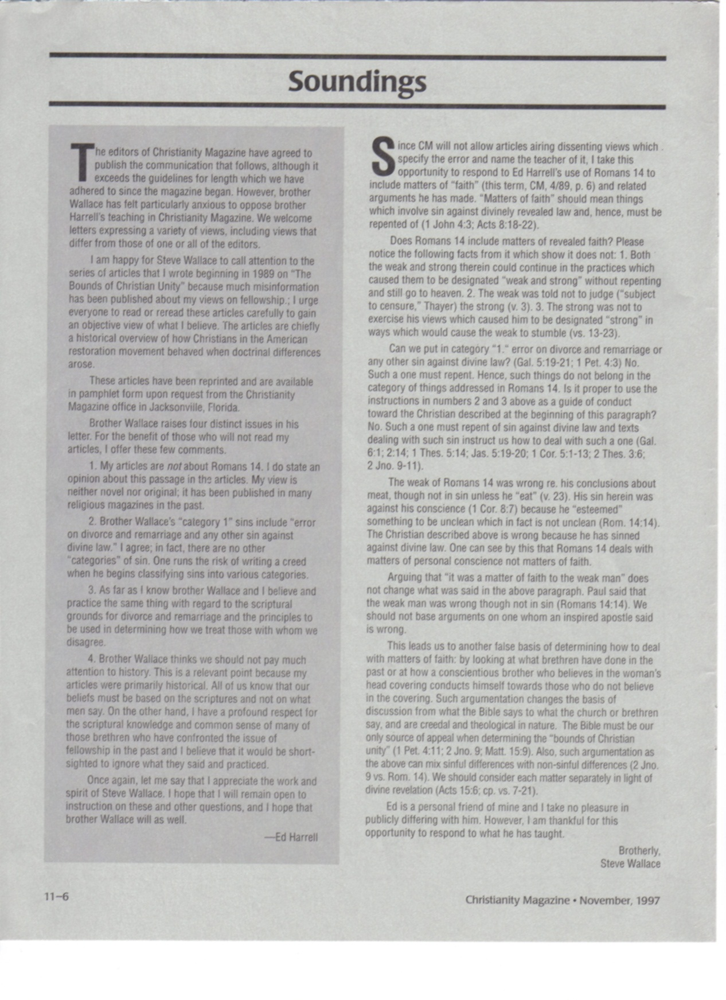 Soundings
The editors of Christianity Magazine have agreed to
publish the communication that follows, although it
exceeds the guidelines for length which we have
adhered to since the magazine began. However, brother
Wallace has felt particularly anxious to oppose brother
Harrell's teaching in Christianity Magazine. We welcome
letters expressing a variety of views, including views that
differ from those of one or all of the editors.
I am happy for Steve Wallace to call attention to the
series of articles that I wrote beginning in 1989 on "The
Bounds of Christian Unity" because much misinformation
has been published about my views on fellowship.; I urge
everyone to read or reread these articles carefully to gain
an objective view of what I believe. The articles are chiefly
a historical overview of how Christians in the American
restoration movement behaved when doctrinal differences
arose.
These articles have been reprinted and are available
in pamphlet form upon request from the Christianity
Magazine office in Jacksonville, Florida.
Brother Wallace raises four distinct issues in his
letter. For the benefit of those who will not read my
articles, I offer these few comments.
1. My articles are not about Romans 14. I do state an
opinion about this passage in the articles. My view is
neither novel nor original; it has been published in many
religious magazines in the past.
2. Brother Wallace's "category 1" sins include "error
on divorce and remarriage and any other sin against
divine law." I agree; in fact, there are no other
"categories" of sin. One runs the risk of writing a creed
when he begins classifying sins into various categories.
3. As far as I know brother Wallace and I believe and
practice the same thing with regard to the scriptural
grounds for divorce and remarriage and the principles to
be used in determining how we treat those with whom we
disagree.
4. Brother Wallace thinks we should not pay much
attention to history. This is a relevant point because my
articles were primarily historical. All of us know that our
beliefs must be based on the scriptures and not on what
men say. On the other hand, I have a profound respect for
the scriptural knowledge and common sense of many of
those brethren who have confronted the issue of
fellowship in the past and I believe that it would be short-
sighted to ignore what they said and practiced.
Once again, let me say that I appreciate the work and
spirit of Steve Wallace. I hope that I will remain open to
instruction on these and other questions, and I hope that
brother Wallace will as well.
—Ed Harrell
Since CM will not allow articles airing dissenting views which
specify the error and name the teacher of it, I take this
opportunity to respond to Ed Harrell's use of Romans 14 to
include matters of "faith" (this term, CM, 4/89, p. 6) and related
arguments he has made. "Matters of faith" should mean things
which involve sin against divinely revealed law and, hence, must be
repented of (1 John 4:3; Acts 8:18-22).
Does Romans 14 include matters of revealed faith? Please
notice the following facts from it which show it does not: 1. Both
the weak and strong therein could continue in the practices which
caused them to be designated "weak and strong" without repenting
and still go to heaven. 2. The weak was told not to judge ("subject
to censure," Thayer) the strong (v. 3). 3. The strong was not to
exercise his views which caused him to be designated "strong" in
ways which would cause the weak to stumble (vs. 13-23).
Can we put in category "1." error on divorce and remarriage or
any other sin against divine law? (Gal. 5:19-21; 1 Pet. 4:3) No.
Such a one must repent. Hence, such things do not belong in the
category of things addressed in Romans 14. Is it proper to use the
instructions in numbers 2 and 3 above as a guide of conduct
toward the Christian described at the beginning of this paragraph?
No. Such a one must repent of sin against divine law and texts
dealing with such sin instruct us how to deal with such a one (Gal.
6:1; 2:14; 1 Thes. 5:14; Jas. 5:19-20; 1 Cor. 5:1-13; 2 Thes. 3:6;
2 Jno. 9-11).
The weak of Romans 14 was wrong re. his conclusions about
meat, though not in sin unless he "eat" (v. 23). His sin herein was
against his conscience (1 Cor. 8:7) because he "esteemed"
something to be unclean which in fact is not unclean (Rom. 14:14).
The Christian described above is wrong because he has sinned
against divine law. One can see by this that Romans 14 deals with
matters of personal conscience not matters of faith.
Arguing that "it was a matter of faith to the weak man" does
not change what was said in the above paragraph. Paul said that
the weak man was wrong though not in sin (Romans 14:14). We
should not base arguments on one whom an inspired apostle said
is wrong.
This leads us to another false basis of determining how to deal
with matters of faith: by looking at what brethren have done in the
past or at how a conscientious brother who believes in the woman's
head covering conducts himself towards those who do not believe
in the covering. Such argumentation changes the basis of
discussion from what the Bible says to what the church or brethren
say, and are creedal and theological in nature. The Bible must be our
only source of appeal when determining the "bounds of Christian
unity" (1 Pet. 4:11; 2 Jno. 9; Matt. 15:9). Also, such argumentation as
the above can mix sinful differences with non-sinful differences (2 Jno.
9 vs. Rom. 14). We should consider each matter separately in light of
divine revelation (Acts 15:6; cp. vs. 7-21).
Ed is a personal friend of mine and I take no pleasure in
publicly differing with him. However, I am thankful for this
opportunity to respond to what he has taught.
Brotherly,
Steve Wallace
11–6
Christianity Magazine • November, 1997